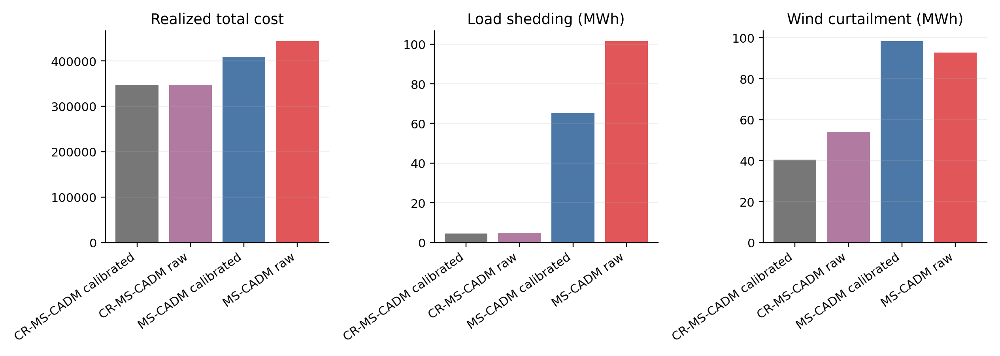 Realized total cost
400000
300000
200000
100000
0
CR-MS-CADM calibrated
CR-MS-CADM raw
MS-CADM calibrated
MS-CADM raw
Load shedding (MWh)
100
80
60
40
20
0
CR-MS-CADM calibrated
CR-MS-CADM raw
MS-CADM calibrated
MS-CADM raw
Wind curtailment (MWh)
100
80
60
40
20
0
CR-MS-CADM calibrated
CR-MS-CADM raw
MS-CADM calibrated
MS-CADM raw